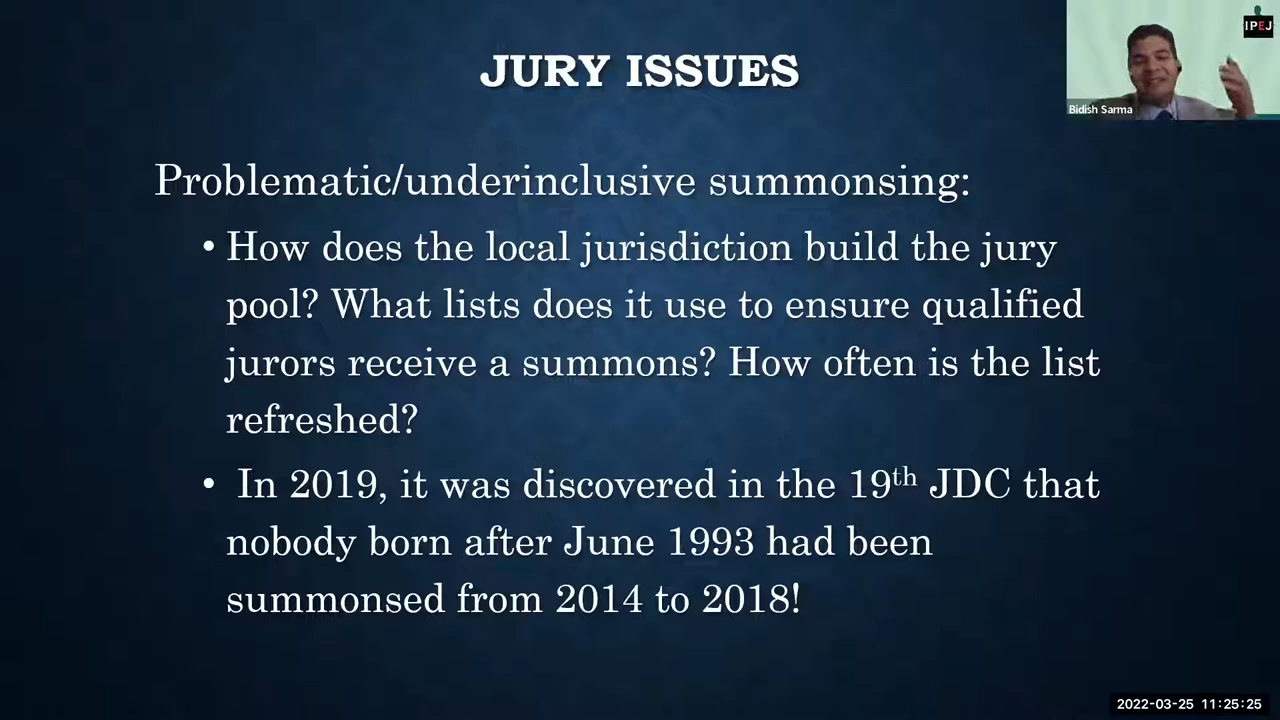 JURY ISSUES
IPEJ
Bidish Sarma
Problematic/underinclusive summonsing:
• How does the local jurisdiction build the jury
pool? What lists does it use to ensure qualified
jurors receive a summons? How often is the list
refreshed?
• In 2019, it was discovered in the 19th JDC that
nobody born after June 1993 had been
summonsed from 2014 to 2018!
2022-03-25 11:25:25